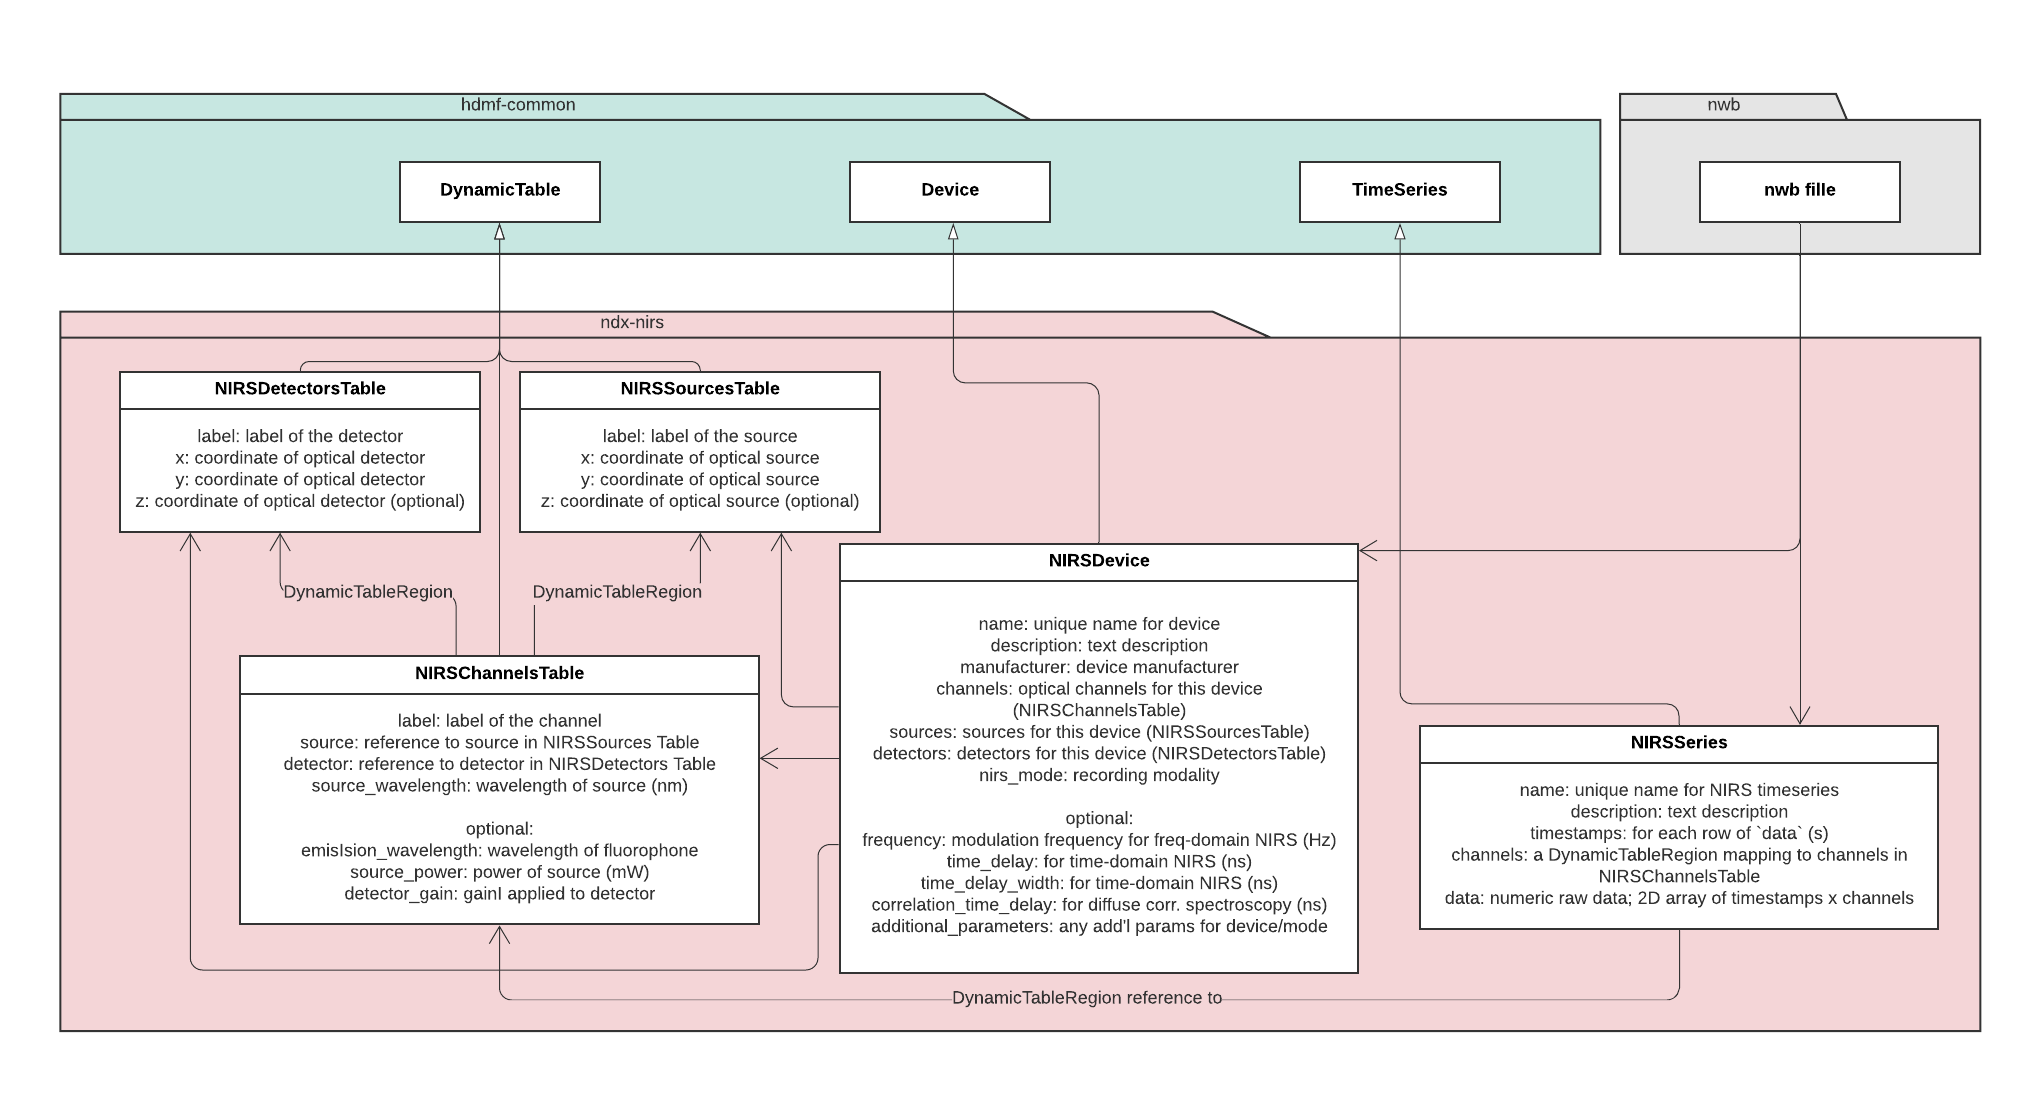 hdmf-common
nwb
DynamicTable
Device
TimeSeries
nwb fille
ndx-nirs
NIRSDetectorsTable
label: label of the detector
x: coordinate of optical detector
y: coordinate of optical detector
z: coordinate of optical detector (optional)
NIRSSourcesTable
label: label of the source
x: coordinate of optical source
y: coordinate of optical source
z: coordinate of optical source (optional)
DynamicTableRegion
DynamicTableRegion
NIRSChannelsTable
label: label of the channel
source: reference to source in NIRSSources Table
detector: reference to detector in NIRSDetectors Table
source_wavelength: wavelength of source (nm)
optional:
emisIsion_wavelength: wavelength of fluorophone
source_power: power of source (mW)
detector_gain: gainI applied to detector
NIRSDevice
name: unique name for device
description: text description
manufacturer: device manufacturer
channels: optical channels for this device
(NIRSChannelsTable)
sources: sources for this device (NIRSSourcesTable)
detectors: detectors for this device (NIRSDetectorsTable)
nirs_mode: recording modality
optional:
frequency: modulation frequency for freq-domain NIRS (Hz)
time_delay: for time-domain NIRS (ns)
time_delay_width: for time-domain NIRS (ns)
correlation_time_delay: for diffuse corr. spectroscopy (ns)
additional_parameters: any add'l params for device/mode
NIRSSeries
name: unique name for NIRS timeseries
description: text description
timestamps: for each row of `data` (s)
channels: a DynamicTableRegion mapping to channels in
NIRSChannelsTable
data: numeric raw data; 2D array of timestamps x channels
DynamicTableRegion reference to